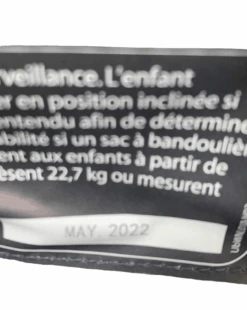 rveillance. L'enfant
er en position inclinée si
entendu afin de détermine
abilité si un sac à bandouliè
ent aux enfants à partir de
èsent 22,7 kg ou mesurent
MAY 2022